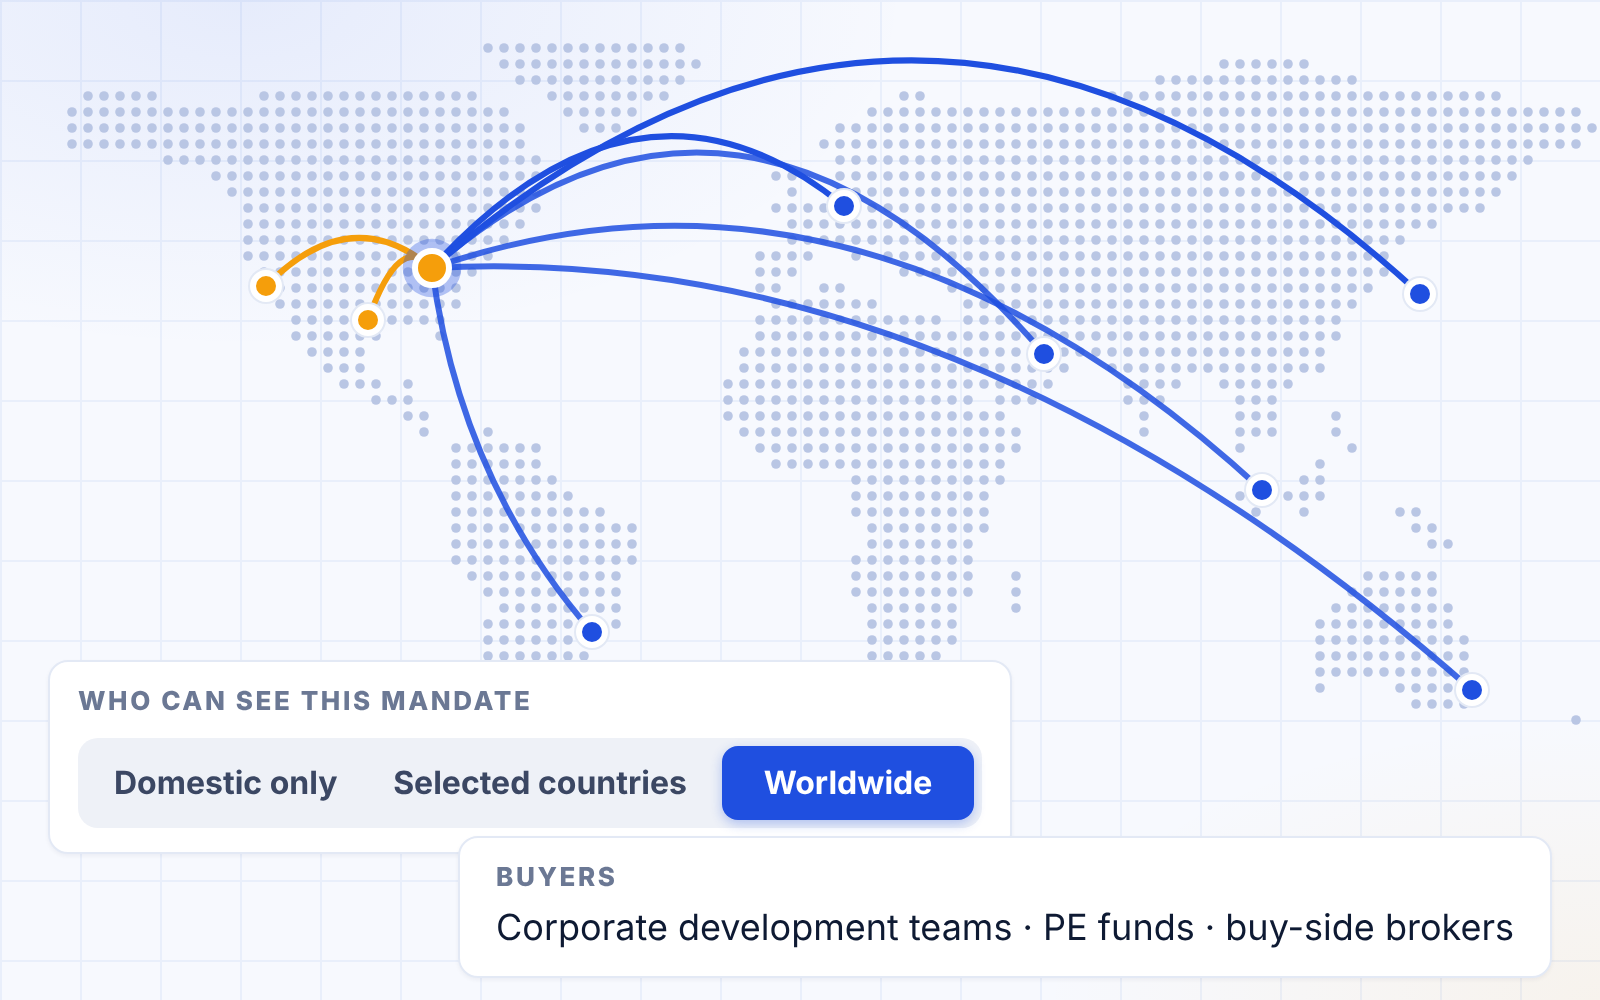 WHO CAN SEE THIS MANDATE
Domestic only Selected countries Worldwide
BUYERS
Corporate development teams · PE funds · buy-side brokers